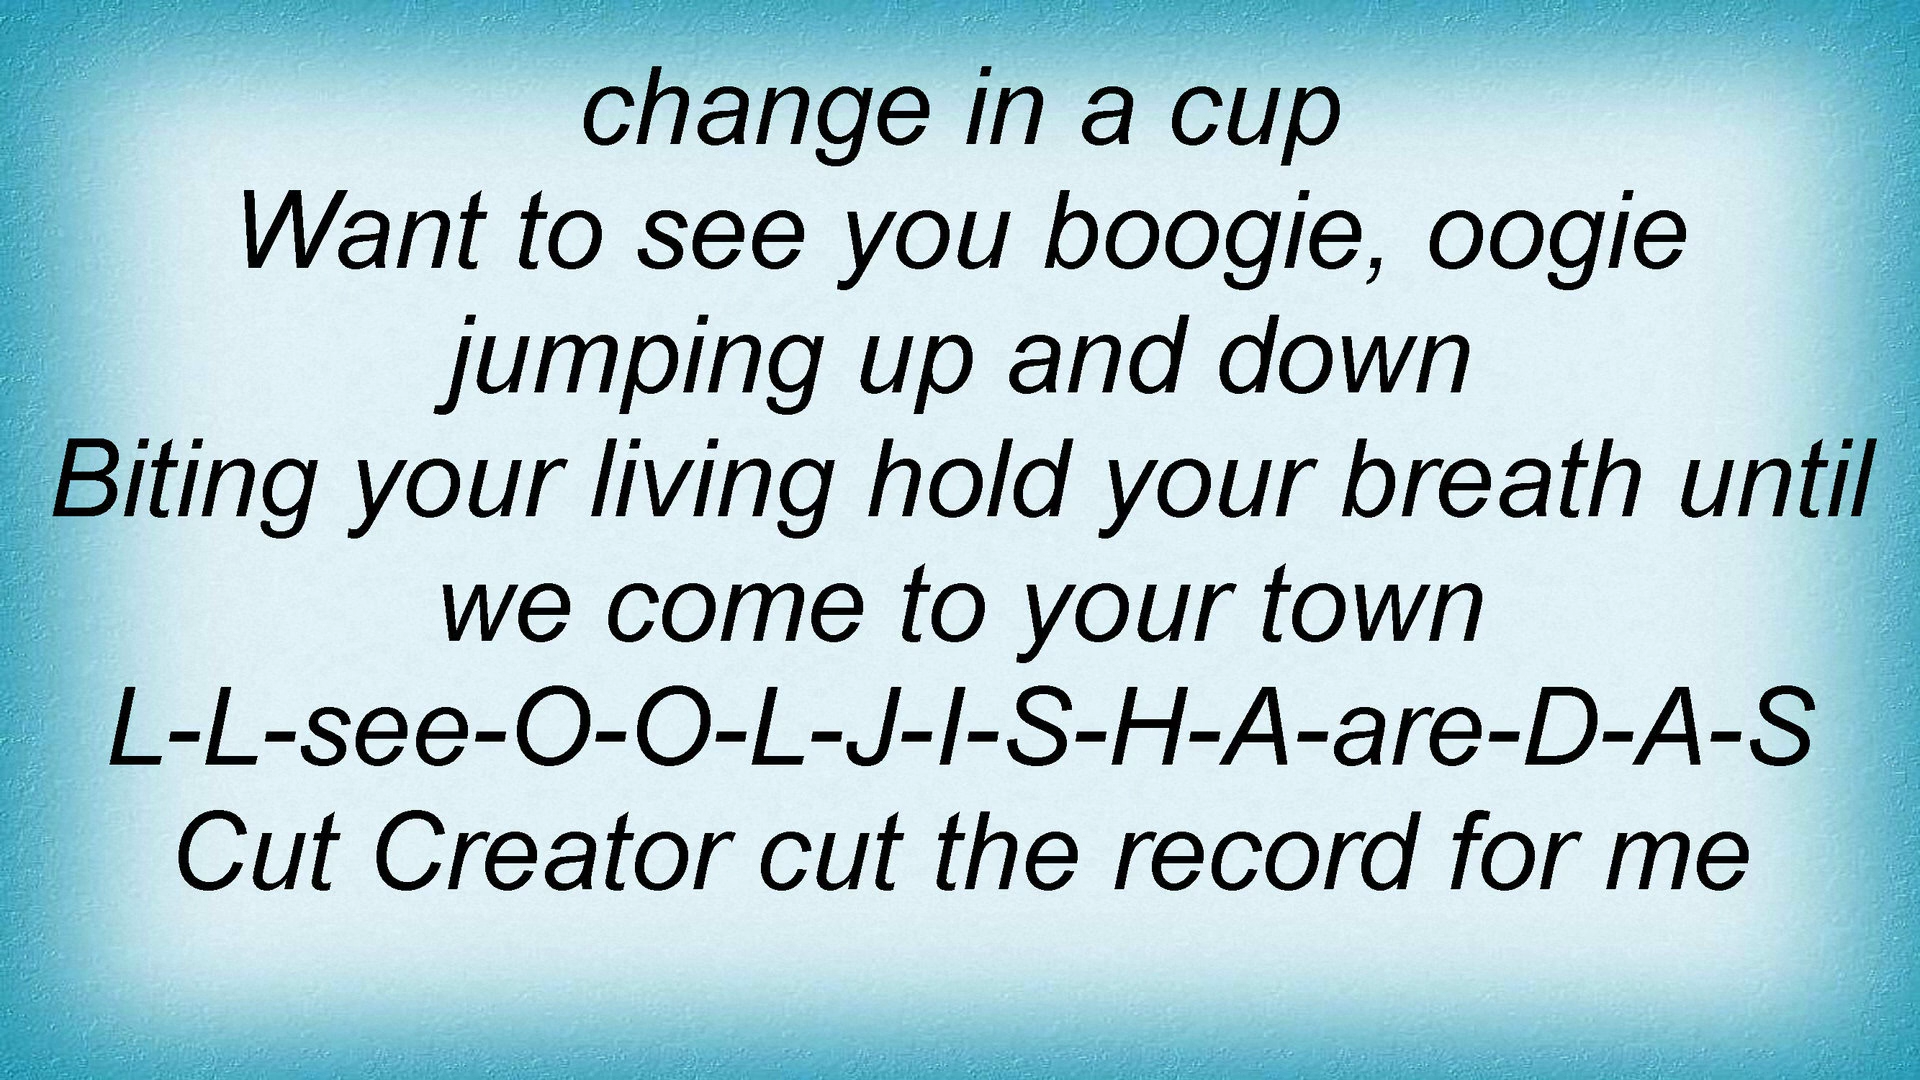 change in a cup
Want to see you boogie, oogie
jumping up and down
Biting your living hold your breath until
we come to your town
L-L-see-O-O-L-J-I-S-H-A-are-D-A-S
Cut Creator cut the record for me